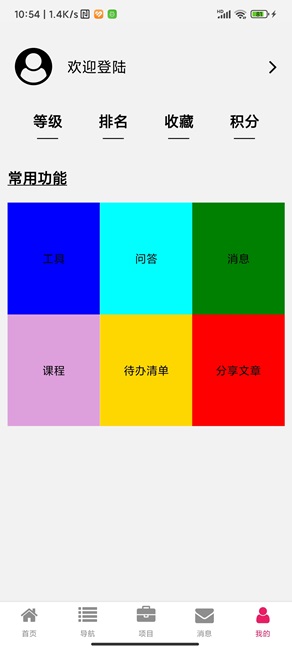 10:54 | 1.4K/s
HD
欢迎登陆
等级 排名 收藏 积分
常用功能
工具 问答 消息
课程 待办清单 分享文章
首页 导航 项目 消息 我的